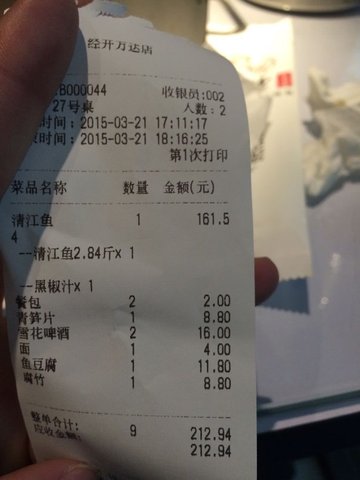 经开万达店
B000044 收银员:002
27号桌 人数:2
时间: 2015-03-21 17:11:17
时间: 2015-03-21 18:16:25
第1次打印
菜品名称 数量 金额(元)
清江鱼 1 161.5
4
--清江鱼2.84斤x 1
--黑椒汁x 1
餐包 2 2.00
青笋片 1 8.80
雪花啤酒 2 16.00
面 1 4.00
鱼豆腐 1 11.80
腐竹 1 8.80
整单合计: 9 212.94
应收金额: 212.94